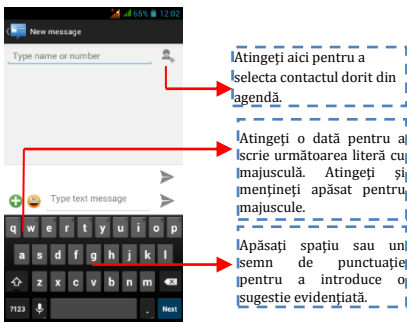 65% 12:02
New message
Type name or number
Type text message
q w e r t y u i o p
a s d f g h j k l
z x c v b n m
?123 . Next
Atingeți aici pentru a
selecta contactul dorit din
agendă.
Atingeți o dată pentru a
scrie următoarea literă cu
majusculă. Atingeți și
mențineți apăsat pentru
majuscule.
Apăsați spațiu sau un
semn de punctuație
pentru a introduce o
sugestie evidențiată.